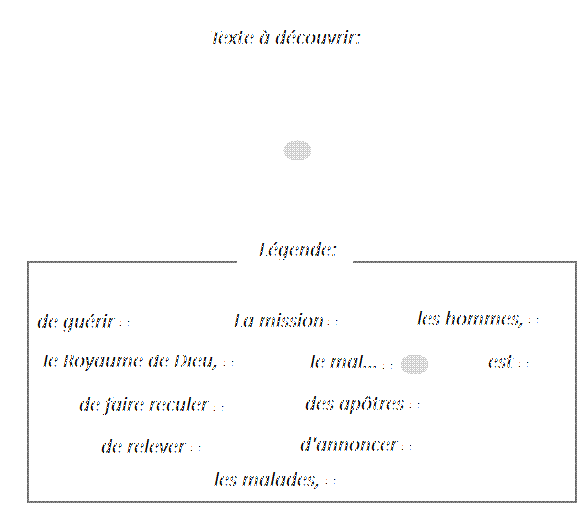 Texte à découvrir:
Légende:
de guérir :: La mission :: les hommes, ::
le Royaume de Dieu, :: le mal... :: est ::
de faire reculer :: des apôtres ::
de relever :: d'annoncer ::
les malades, ::